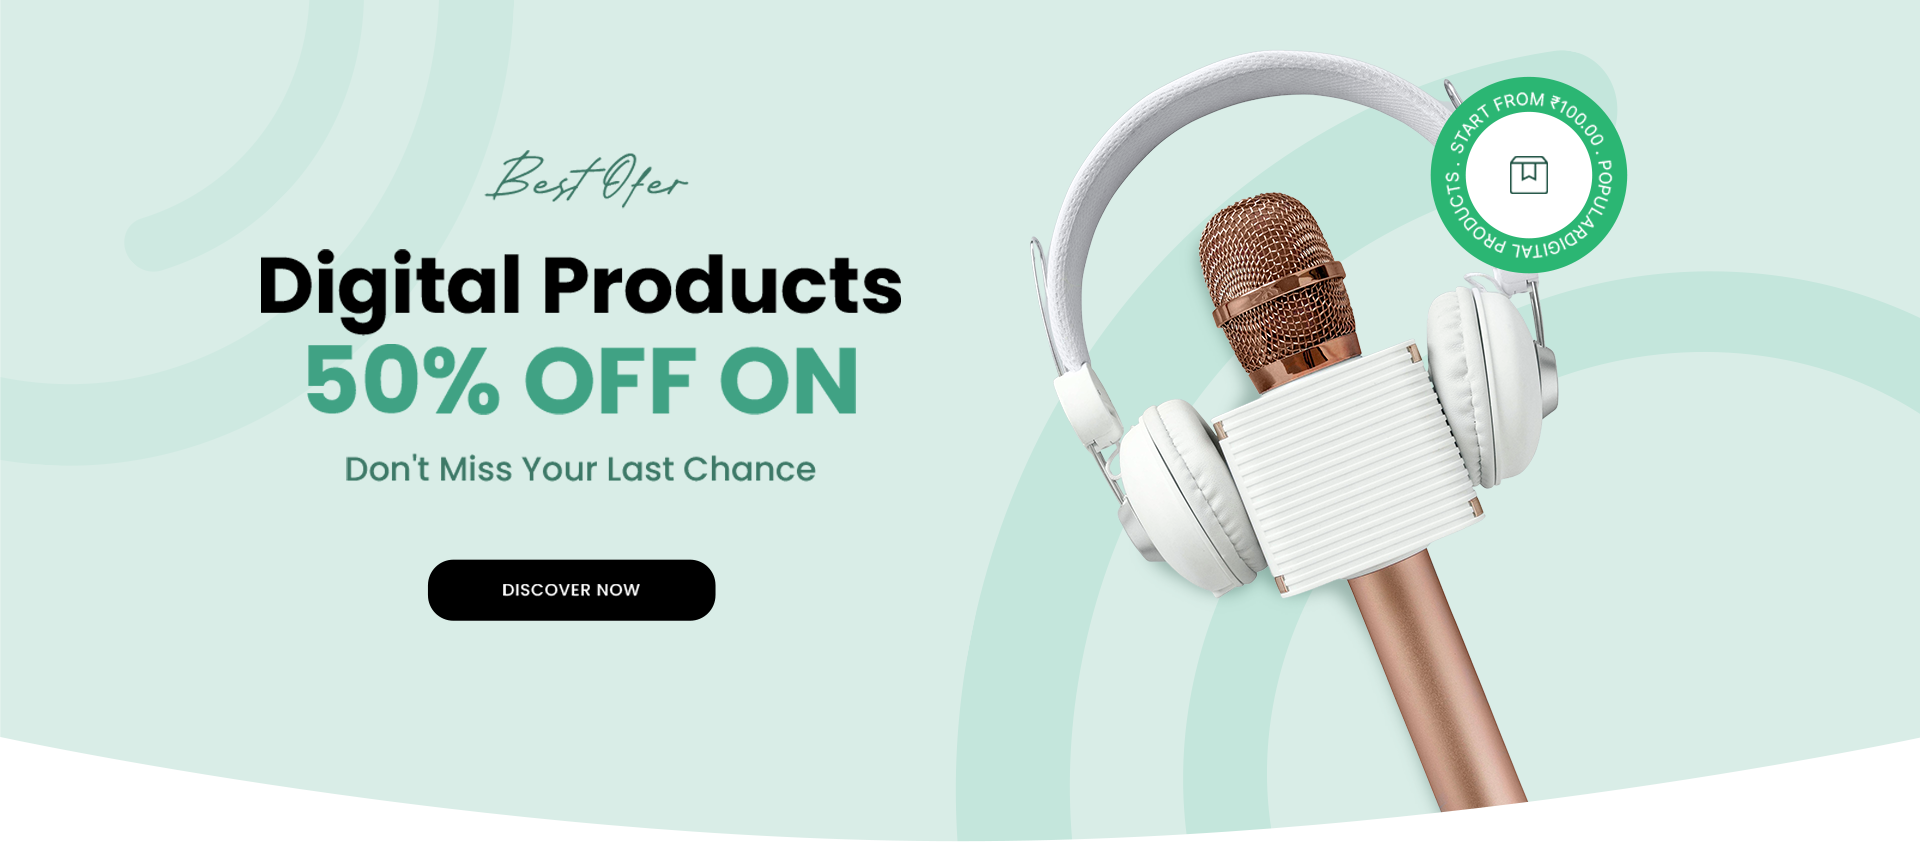 Best Ofer
Digital Products
50% OFF ON
Don't Miss Your Last Chance
DISCOVER NOW
START FROM ₹100.00 · POPULARDIGITAL PRODUCTS ·